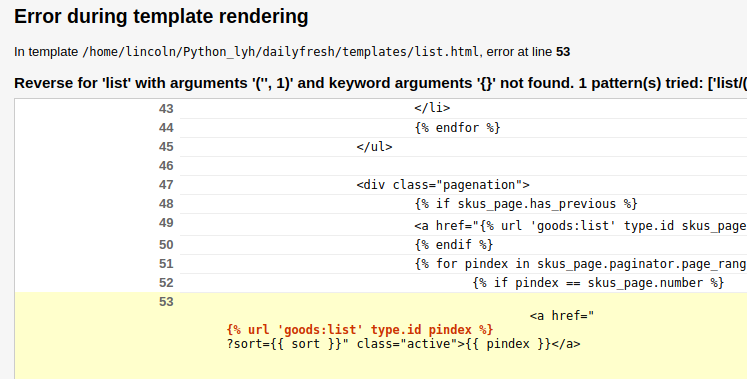 Error during template rendering
In template /home/lincoln/Python_lyh/dailyfresh/templates/list.html, error at line 53
Reverse for 'list' with arguments '('', 1)' and keyword arguments '{}' not found. 1 pattern(s) tried: ['list/(
43 </li>
44 {% endfor %}
45 </ul>
46
47 <div class="pagenation">
48 {% if skus_page.has_previous %}
49 <a href="{% url 'goods:list' type.id skus_page
50 {% endif %}
51 {% for pindex in skus_page.paginator.page_rang
52 {% if pindex == skus_page.number %}
53 <a href="
{% url 'goods:list' type.id pindex %}
?sort={{ sort }}" class="active">{{ pindex }}</a>